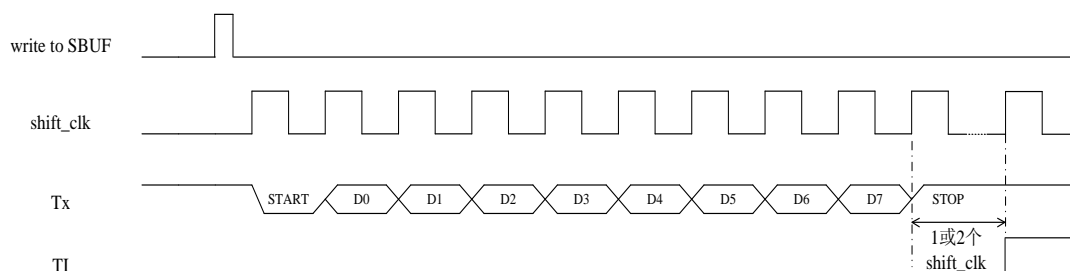 write to SBUF
shift_clk
Tx
START D0 D1 D2 D3 D4 D5 D6 D7 STOP
1或2个
shift_clk
TI